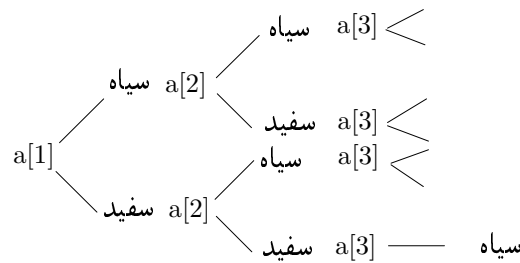 سیاه a[3]
سیاه a[2]
سفید a[3]
a[1] سیاه a[3]
سفید a[2]
سفید a[3] سیاه